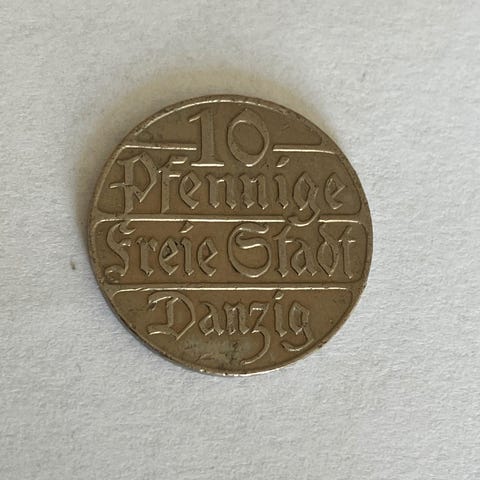 10
Pfennige
Freie Stadt
Danzig